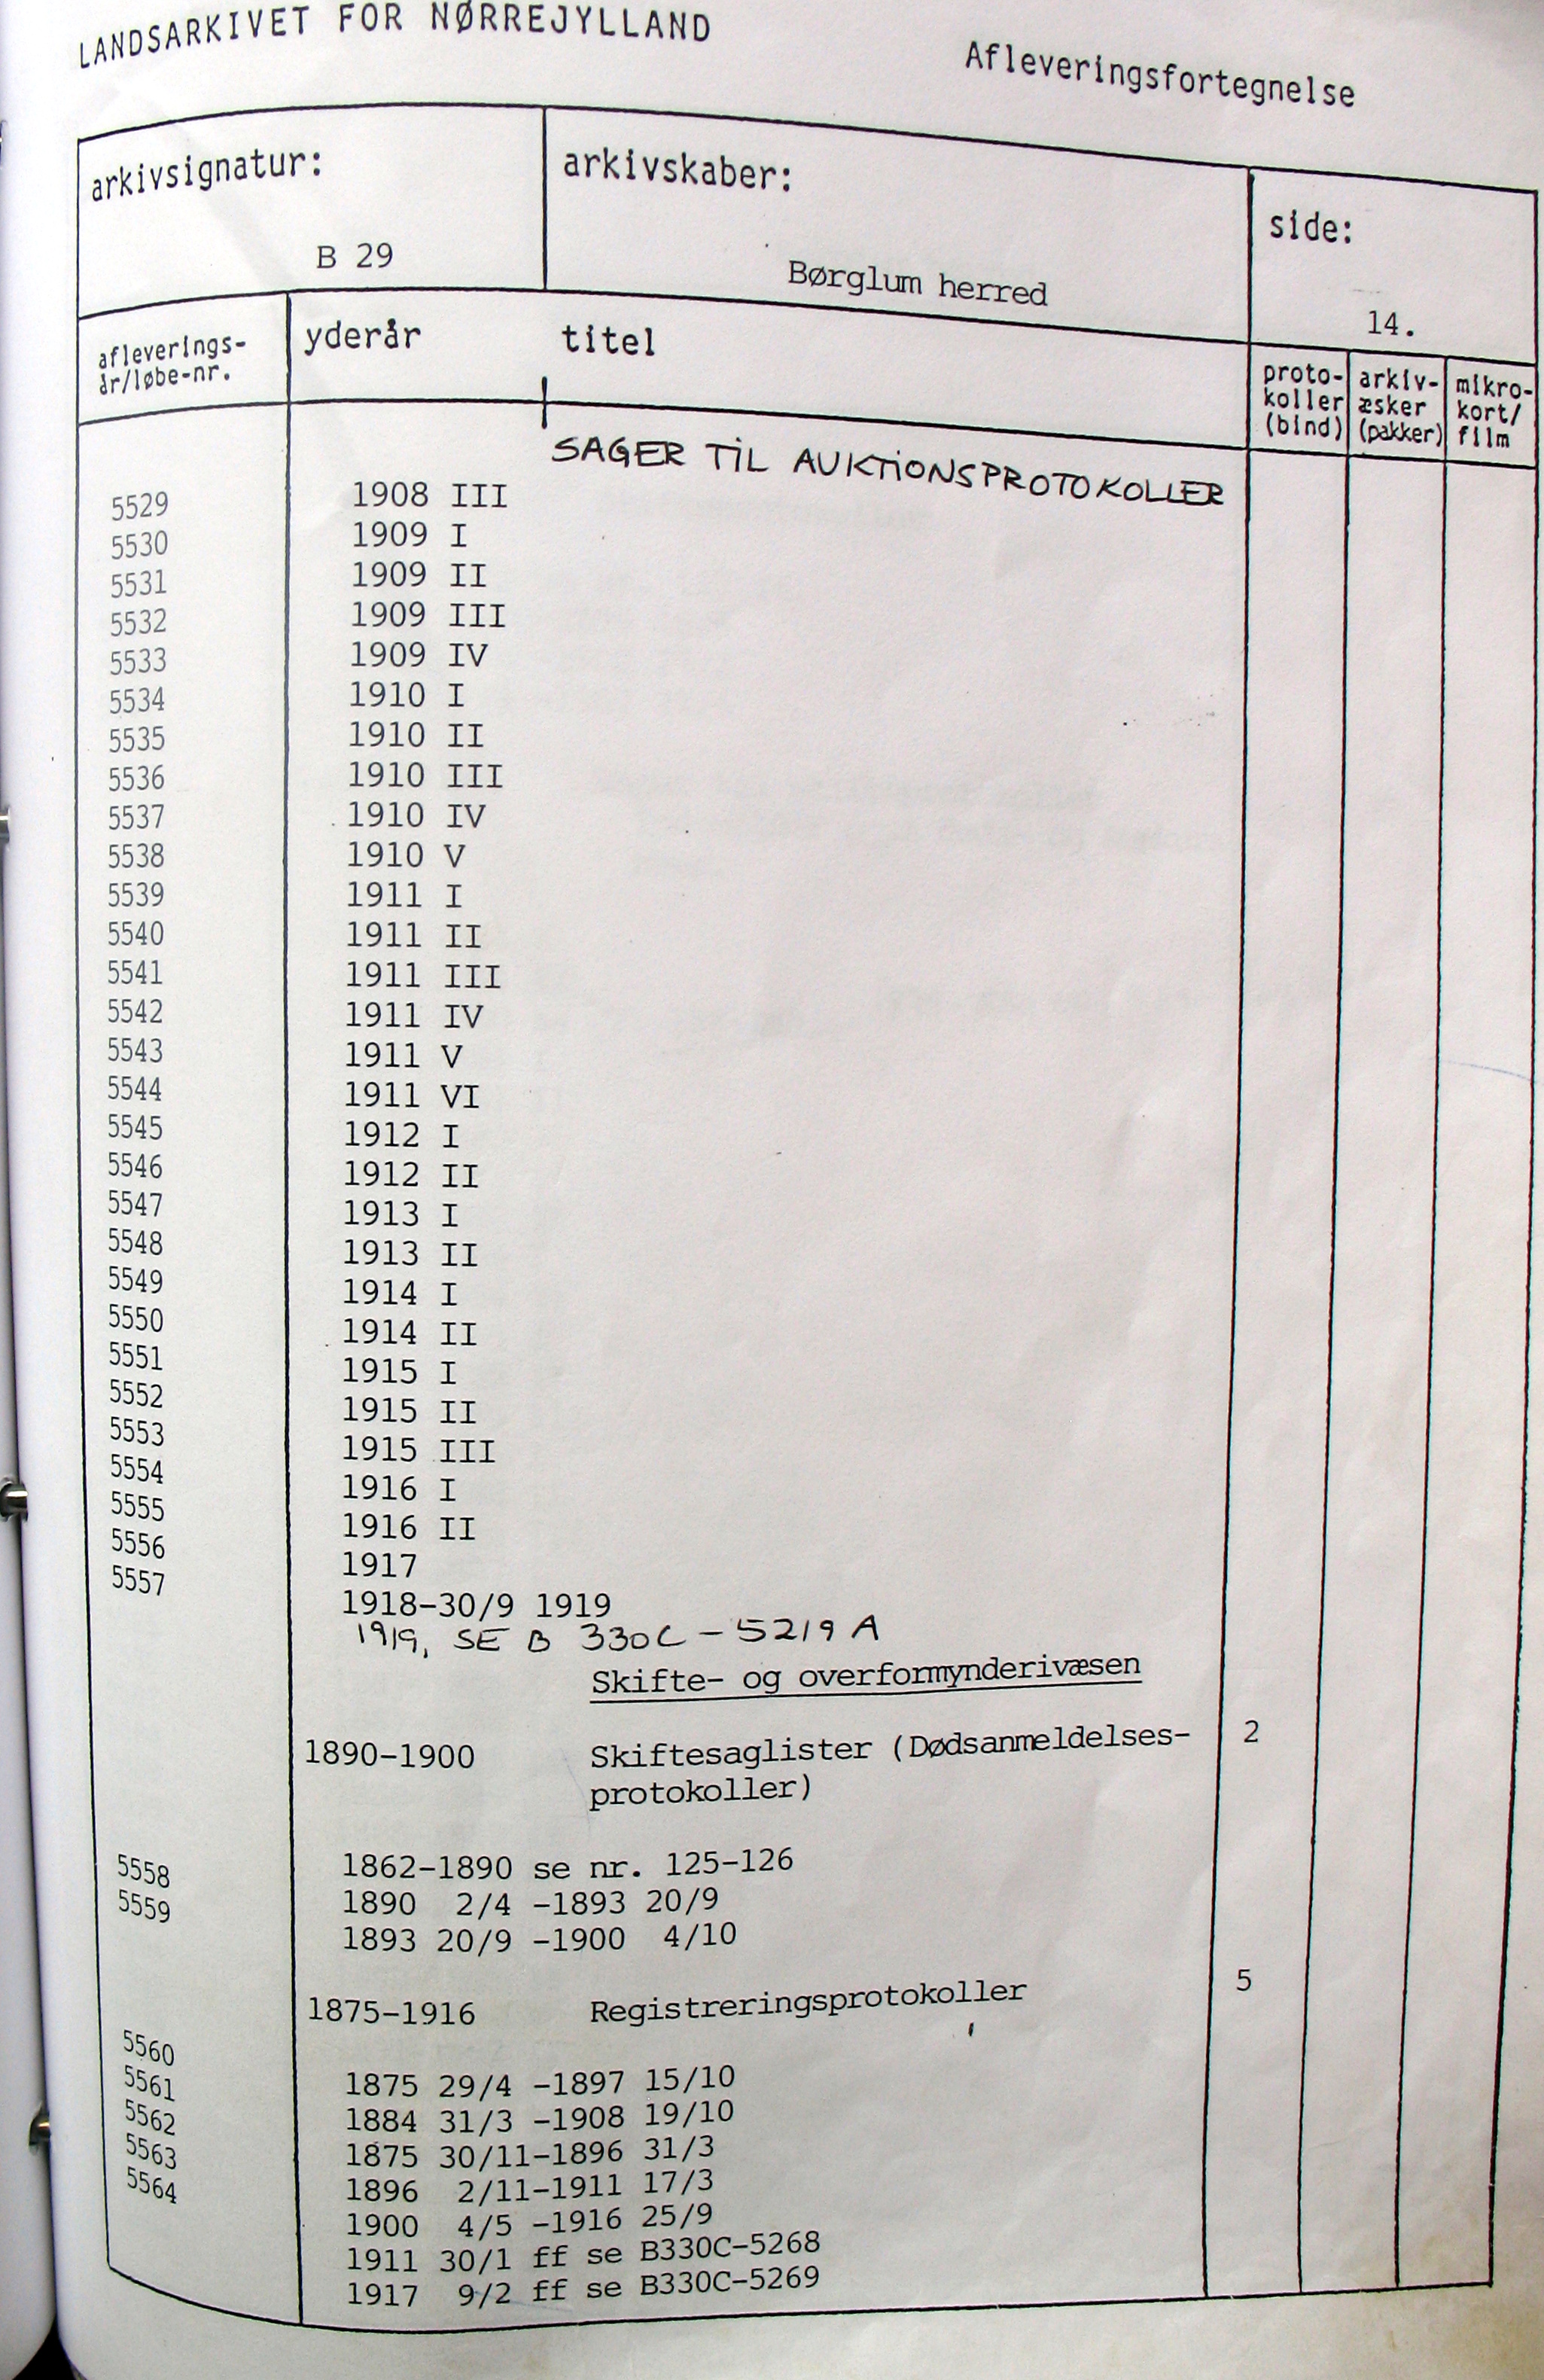 LANDSARKIVET FOR NØRREJYLLAND
Afleveringsfortegnelse
arkivsignatur:
B 29
arkivskaber:
Børglum herred
side:
14.
afleverings-
år/løbe-nr.
yderår
titel
proto-
koller
(bind)
arkiv-
æsker
(pakker)
mikro-
kort/
film
SAGER TIL AUKTIONSPROTOKOLLER
5529 1908 III
5530 1909 I
5531 1909 II
5532 1909 III
5533 1909 IV
5534 1910 I
5535 1910 II
5536 1910 III
5537 1910 IV
5538 1910 V
5539 1911 I
5540 1911 II
5541 1911 III
5542 1911 IV
5543 1911 V
5544 1911 VI
5545 1912 I
5546 1912 II
5547 1913 I
5548 1913 II
5549 1914 I
5550 1914 II
5551 1915 I
5552 1915 II
5553 1915 III
5554 1916 I
5555 1916 II
5556 1917
5557 1918-30/9 1919
1919, SE B 330C - 5219 A
Skifte- og overformynderivæsen
1890-1900 Skiftesaglister (Dødsanmeldelses- 2
protokoller)
1862-1890 se nr. 125-126
5558 1890 2/4 -1893 20/9
5559 1893 20/9 -1900 4/10
1875-1916 Registreringsprotokoller 5
5560 1875 29/4 -1897 15/10
5561 1884 31/3 -1908 19/10
5562 1875 30/11-1896 31/3
5563 1896 2/11-1911 17/3
5564 1900 4/5 -1916 25/9
1911 30/1 ff se B330C-5268
1917 9/2 ff se B330C-5269